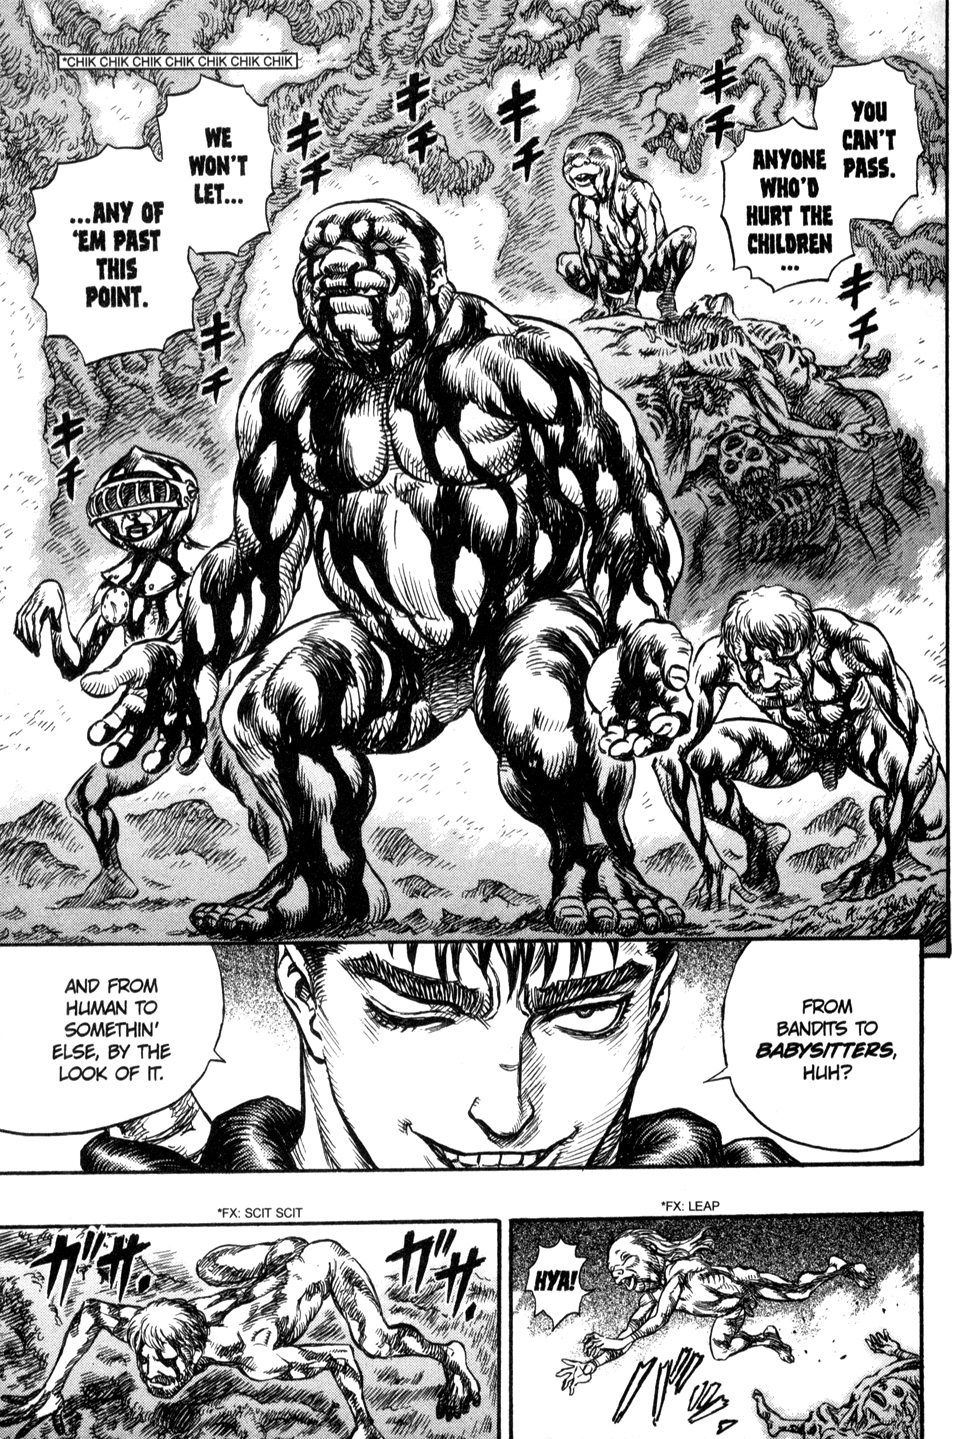 *CHIK CHIK CHIK CHIK CHIK CHIK CHIK
YOU
CAN'T
PASS.
ANYONE
WHO'D
HURT THE
CHILDREN
...
キチ
キチ
キチ
キチ
キチ
キチ
キチ
WE
WON'T
LET...
...ANY OF
'EM PAST
THIS
POINT.
FROM
BANDITS TO
BABYSITTERS,
HUH?
AND FROM
HUMAN TO
SOMETHIN'
ELSE, BY THE
LOOK OF IT.
*FX: LEAP
HYA!
*FX: SCIT SCIT
ガサ.
ガサ.